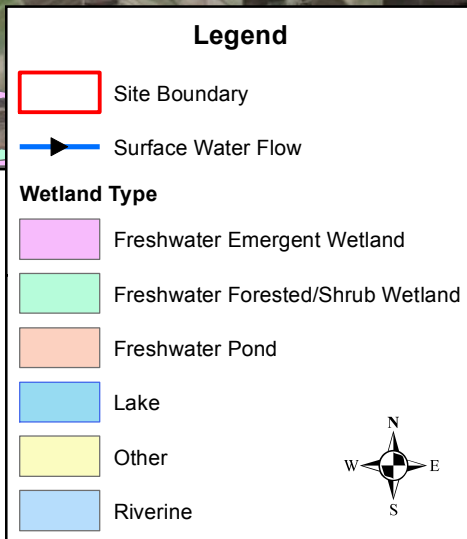 Legend
Site Boundary
Surface Water Flow
Wetland Type
Freshwater Emergent Wetland
Freshwater Forested/Shrub Wetland
Freshwater Pond
Lake
Other
Riverine
N
W E
S